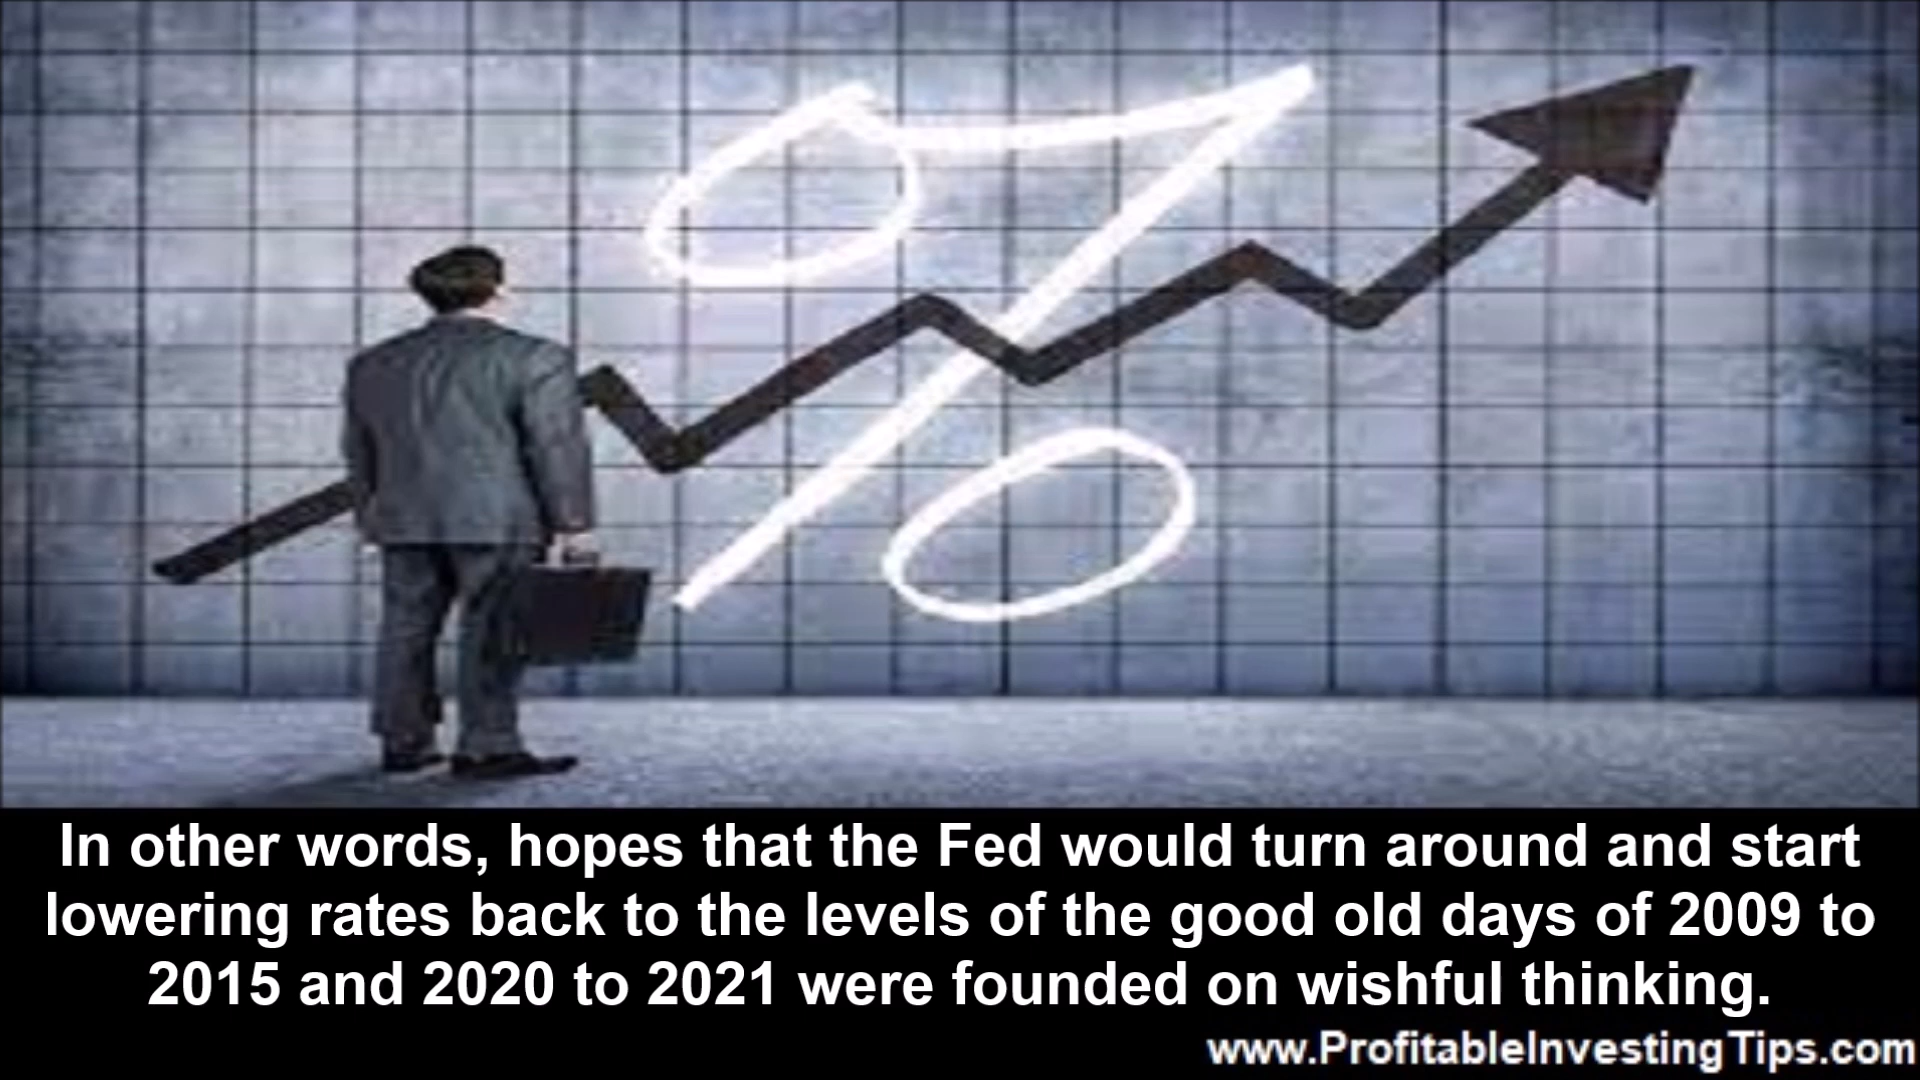 In other words, hopes that the Fed would turn around and start
lowering rates back to the levels of the good old days of 2009 to
2015 and 2020 to 2021 were founded on wishful thinking.
www.ProfitableInvestingTips.com